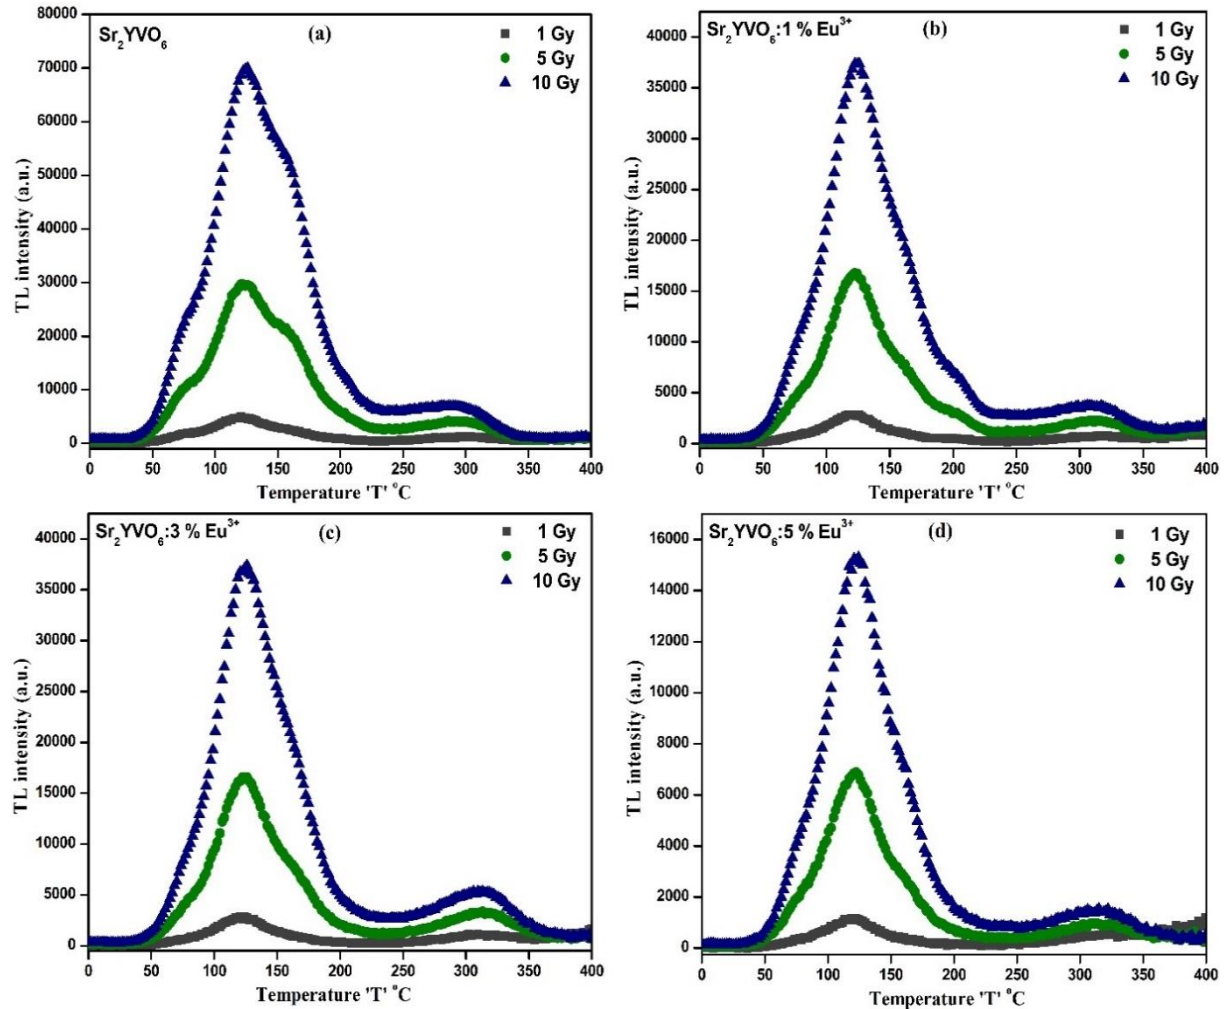 Sr2YVO6
(a)
1 Gy
5 Gy
10 Gy
80000
70000
60000
50000
40000
30000
20000
10000
0
TL intensity (a.u.)
0 50 100 150 200 250 300 350 400
Temperature 'T' °C
Sr2YVO6:1 % Eu3+
(b)
1 Gy
5 Gy
10 Gy
40000
35000
30000
25000
20000
15000
10000
5000
0
TL intensity (a.u.)
0 50 100 150 200 250 300 350 400
Temperature 'T' °C
Sr2YVO6:3 % Eu3+
(c)
1 Gy
5 Gy
10 Gy
40000
35000
30000
25000
20000
15000
10000
5000
0
TL intensity (a.u.)
0 50 100 150 200 250 300 350 400
Temperature 'T' °C
Sr2YVO6:5 % Eu3+
(d)
1 Gy
5 Gy
10 Gy
16000
14000
12000
10000
8000
6000
4000
2000
0
TL intensity (a.u.)
0 50 100 150 200 250 300 350 400
Temperature 'T' °C